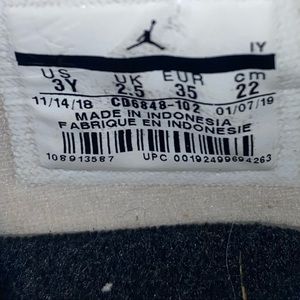 IY
US UK EUR cm
3Y 2.5 35 22
11/14/18 CD6848-102 01/07/19
MADE IN INDONESIA
FABRIQUE EN INDONESIE
108913587 UPC 00192499694263